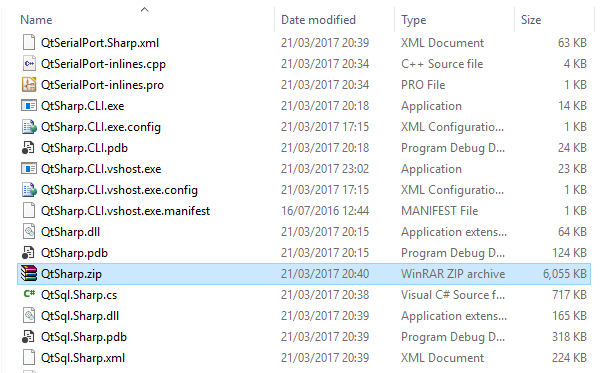 Name Date modified Type Size
QtSerialPort.Sharp.xml 21/03/2017 20:39 XML Document 63 KB
QtSerialPort-inlines.cpp 21/03/2017 20:34 C++ Source file 4 KB
QtSerialPort-inlines.pro 21/03/2017 20:34 PRO File 1 KB
QtSharp.CLI.exe 21/03/2017 20:18 Application 14 KB
QtSharp.CLI.exe.config 21/03/2017 17:15 XML Configuratio... 1 KB
QtSharp.CLI.pdb 21/03/2017 20:18 Program Debug D... 24 KB
QtSharp.CLI.vshost.exe 21/03/2017 23:02 Application 23 KB
QtSharp.CLI.vshost.exe.config 21/03/2017 17:15 XML Configuratio... 1 KB
QtSharp.CLI.vshost.exe.manifest 16/07/2016 12:44 MANIFEST File 1 KB
QtSharp.dll 21/03/2017 20:15 Application extens... 64 KB
QtSharp.pdb 21/03/2017 20:15 Program Debug D... 124 KB
QtSharp.zip 21/03/2017 20:40 WinRAR ZIP archive 6,055 KB
QtSql.Sharp.cs 21/03/2017 20:38 Visual C# Source f... 717 KB
QtSql.Sharp.dll 21/03/2017 20:39 Application extens... 165 KB
QtSql.Sharp.pdb 21/03/2017 20:39 Program Debug D... 318 KB
QtSql.Sharp.xml 21/03/2017 20:39 XML Document 224 KB